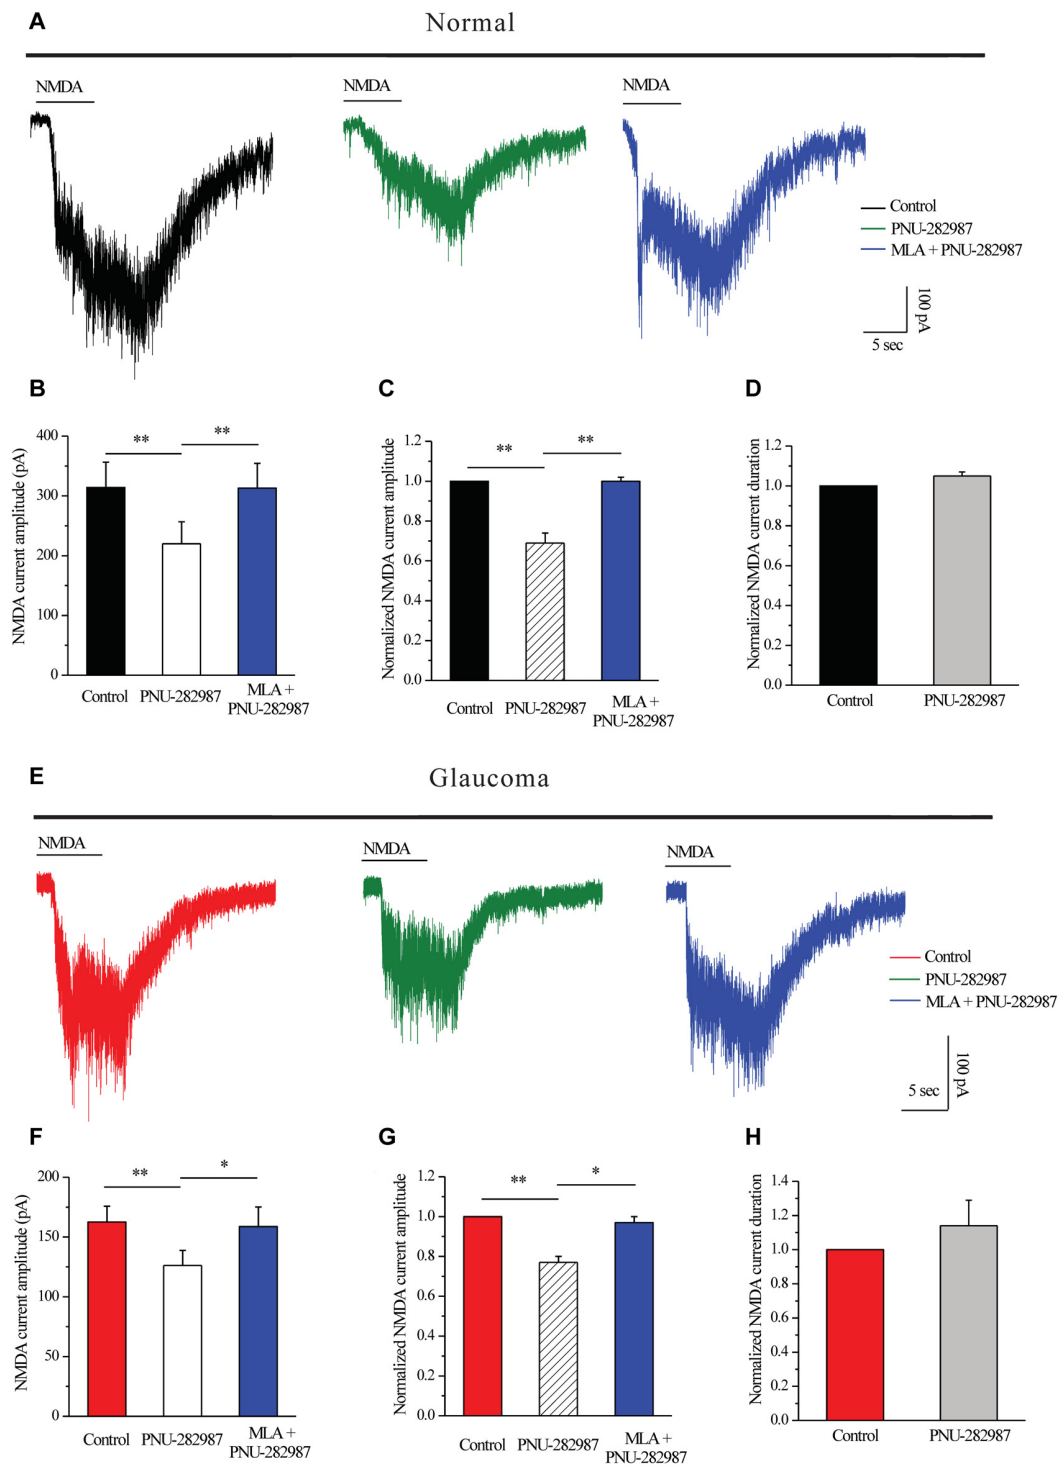 A
Normal
NMDA
NMDA
NMDA
Control
PNU-282987
MLA + PNU-282987
100 pA
5 sec
B
NMDA current amplitude (pA)
400
300
200
100
0
**
**
Control
PNU-282987
MLA +
PNU-282987
C
Normalized NMDA current amplitude
1.2
1.0
0.8
0.6
0.4
0.2
0.0
**
**
Control
PNU-282987
MLA +
PNU-282987
D
Normalized NMDA current duration
1.2
1.0
0.8
0.6
0.4
0.2
0.0
Control
PNU-282987
E
Glaucoma
NMDA
NMDA
NMDA
Control
PNU-282987
MLA + PNU-282987
100 pA
5 sec
F
NMDA current amplitude (pA)
200
150
100
50
0
**
*
Control
PNU-282987
MLA +
PNU-282987
G
Normalized NMDA current amplitude
1.2
1.0
0.8
0.6
0.4
0.2
0.0
**
*
Control
PNU-282987
MLA +
PNU-282987
H
Normalized NMDA current duration
1.4
1.2
1.0
0.8
0.6
0.4
0.2
0.0
Control
PNU-282987